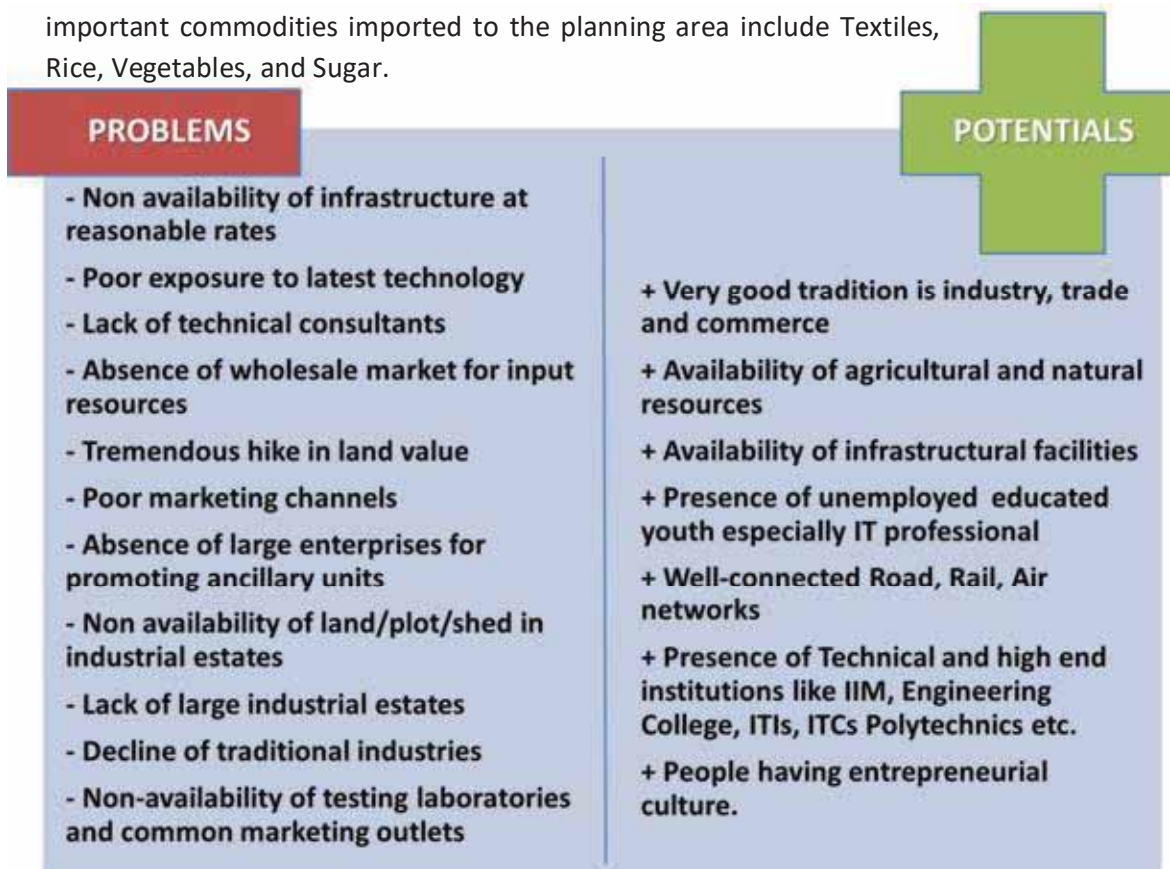 important commodities imported to the planning area include Textiles,
Rice, Vegetables, and Sugar.
PROBLEMS
- Non availability of infrastructure at
reasonable rates
- Poor exposure to latest technology
- Lack of technical consultants
- Absence of wholesale market for input
resources
- Tremendous hike in land value
- Poor marketing channels
- Absence of large enterprises for
promoting ancillary units
- Non availability of land/plot/shed in
industrial estates
- Lack of large industrial estates
- Decline of traditional industries
- Non-availability of testing laboratories
and common marketing outlets
POTENTIALS
+ Very good tradition is industry, trade
and commerce
+ Availability of agricultural and natural
resources
+ Availability of infrastructural facilities
+ Presence of unemployed educated
youth especially IT professional
+ Well-connected Road, Rail, Air
networks
+ Presence of Technical and high end
institutions like IIM, Engineering
College, ITIs, ITCs Polytechnics etc.
+ People having entrepreneurial
culture.